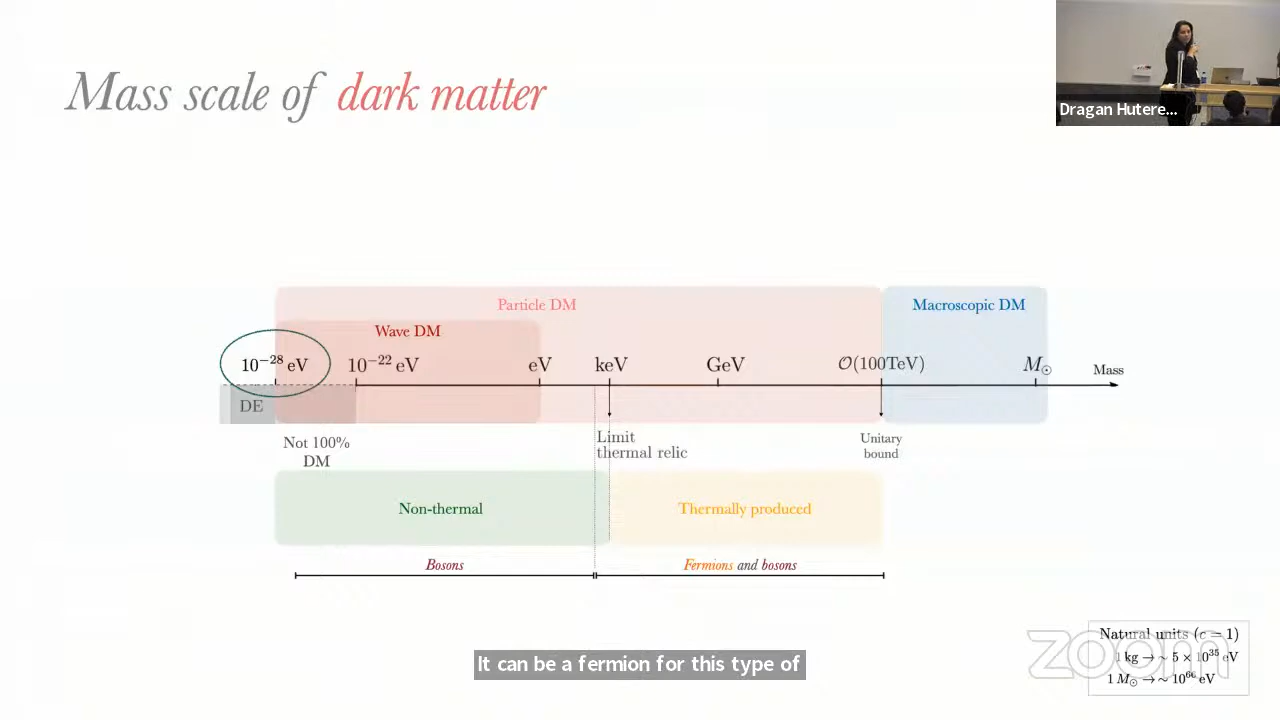 Mass scale of dark matter
Dragan Hutere...
Particle DM
Macroscopic DM
Wave DM
10⁻²⁸ eV
10⁻²² eV
eV
keV
GeV
𝒪(100TeV)
M☉
Mass
DE
Not 100%
DM
Limit
thermal relic
Unitary
bound
Non-thermal
Thermally produced
Bosons
Fermions and bosons
Natural units (c = 1)
1 kg → ~ 5 × 10³⁵ eV
1 M☉ → ~ 10⁶⁶ eV
zoom
It can be a fermion for this type of